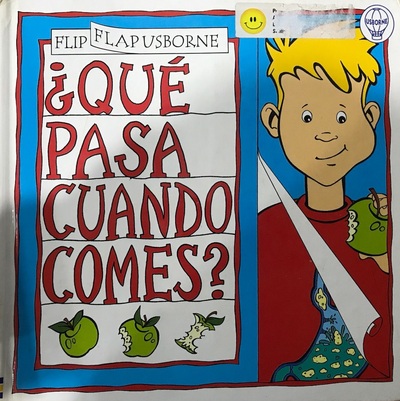 FLIP FLAP USBORNE
¿QUÉ
PASA
CUANDO
COMES?
USBORNE